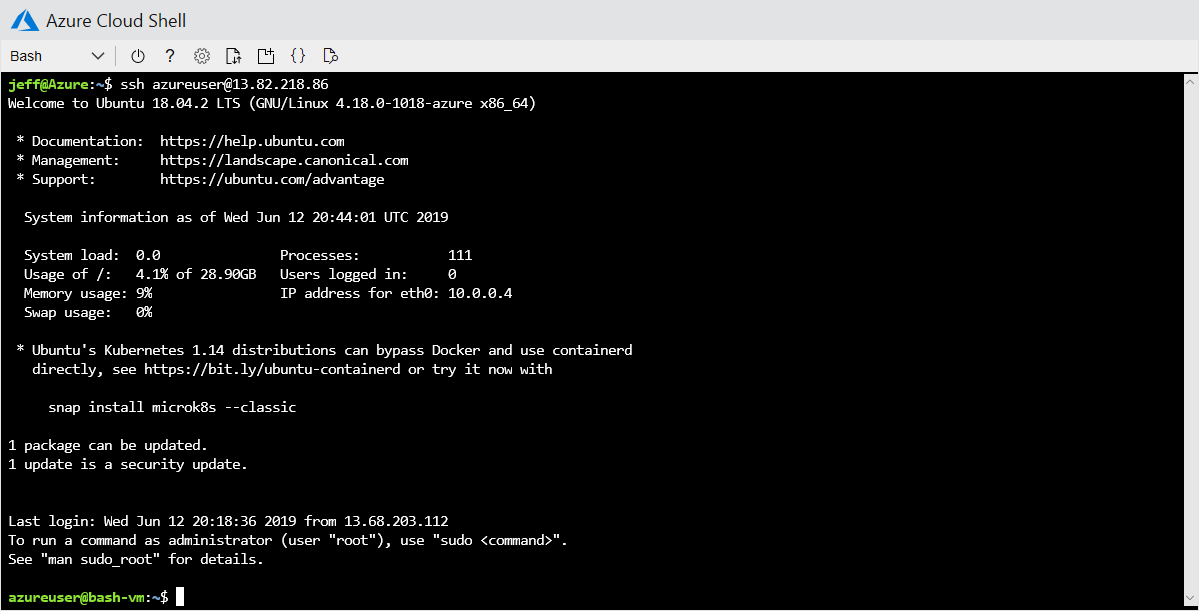 Azure Cloud Shell
Bash
jeff@Azure:~$ ssh azureuser@13.82.218.86
Welcome to Ubuntu 18.04.2 LTS (GNU/Linux 4.18.0-1018-azure x86_64)
* Documentation:  https://help.ubuntu.com
* Management:     https://landscape.canonical.com
* Support:        https://ubuntu.com/advantage
System information as of Wed Jun 12 20:44:01 UTC 2019
System load:  0.0               Processes:           111
Usage of /:   4.1% of 28.90GB   Users logged in:     0
Memory usage: 9%                IP address for eth0: 10.0.0.4
Swap usage:   0%
* Ubuntu's Kubernetes 1.14 distributions can bypass Docker and use containerd
directly, see https://bit.ly/ubuntu-containerd or try it now with
snap install microk8s --classic
1 package can be updated.
1 update is a security update.
Last login: Wed Jun 12 20:18:36 2019 from 13.68.203.112
To run a command as administrator (user "root"), use "sudo <command>".
See "man sudo_root" for details.
azureuser@bash-vm:~$